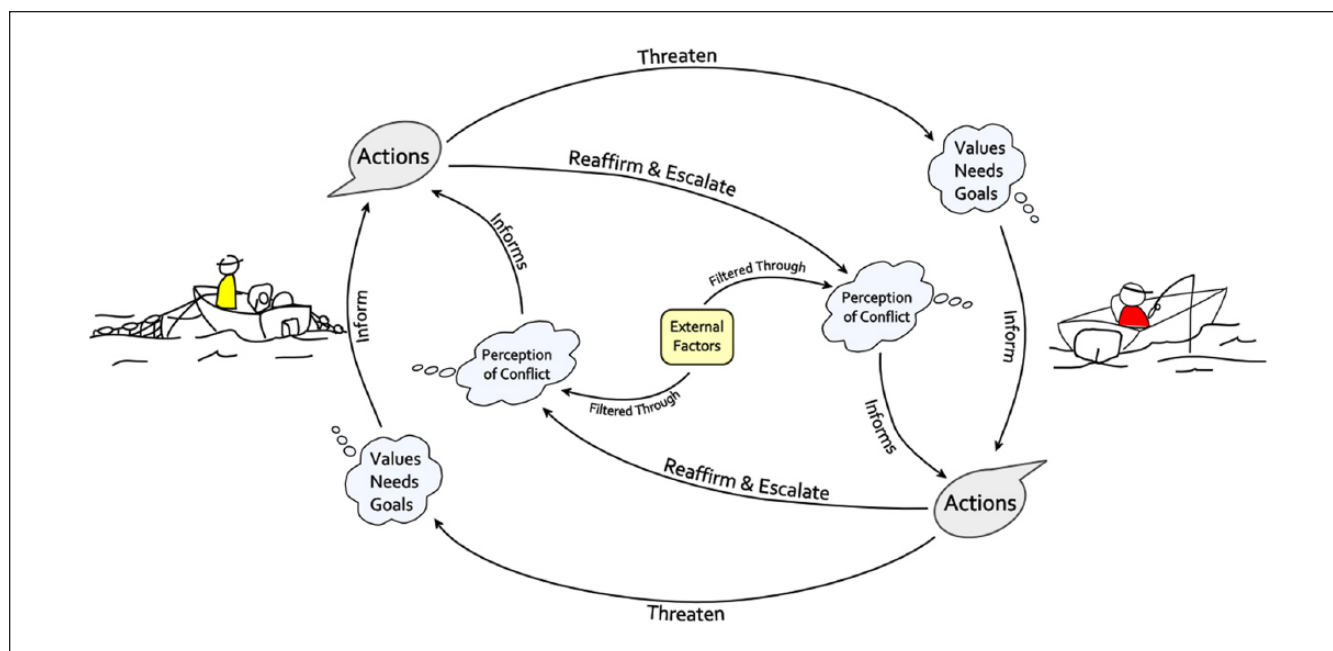 Threaten
Actions
Values
Needs
Goals
Reaffirm & Escalate
Informs
Filtered Through
Perception
of Conflict
Inform
External
Factors
Inform
Perception
of Conflict
Filtered Through
Informs
Values
Needs
Goals
Reaffirm & Escalate
Actions
Threaten